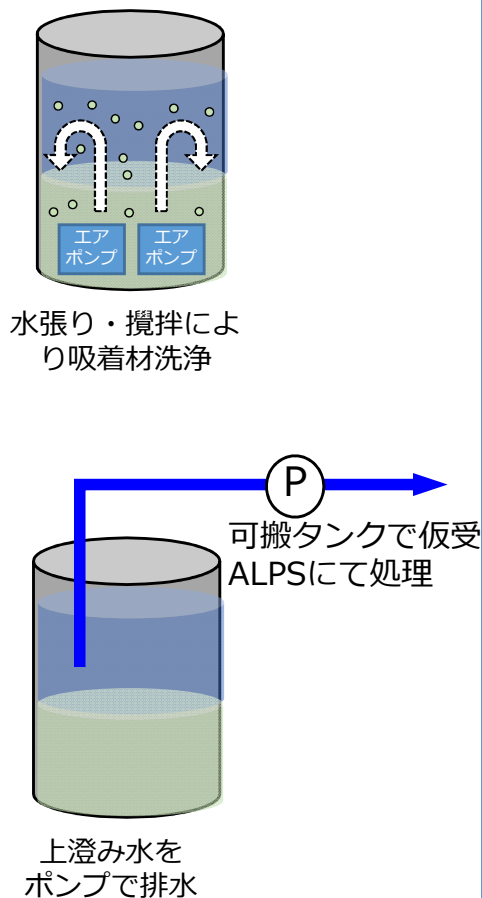 エア
ポンプ
エア
ポンプ
水張り・攪拌によ
り吸着材洗浄
P
可搬タンクで仮受
ALPSにて処理
上澄み水を
ポンプで排水